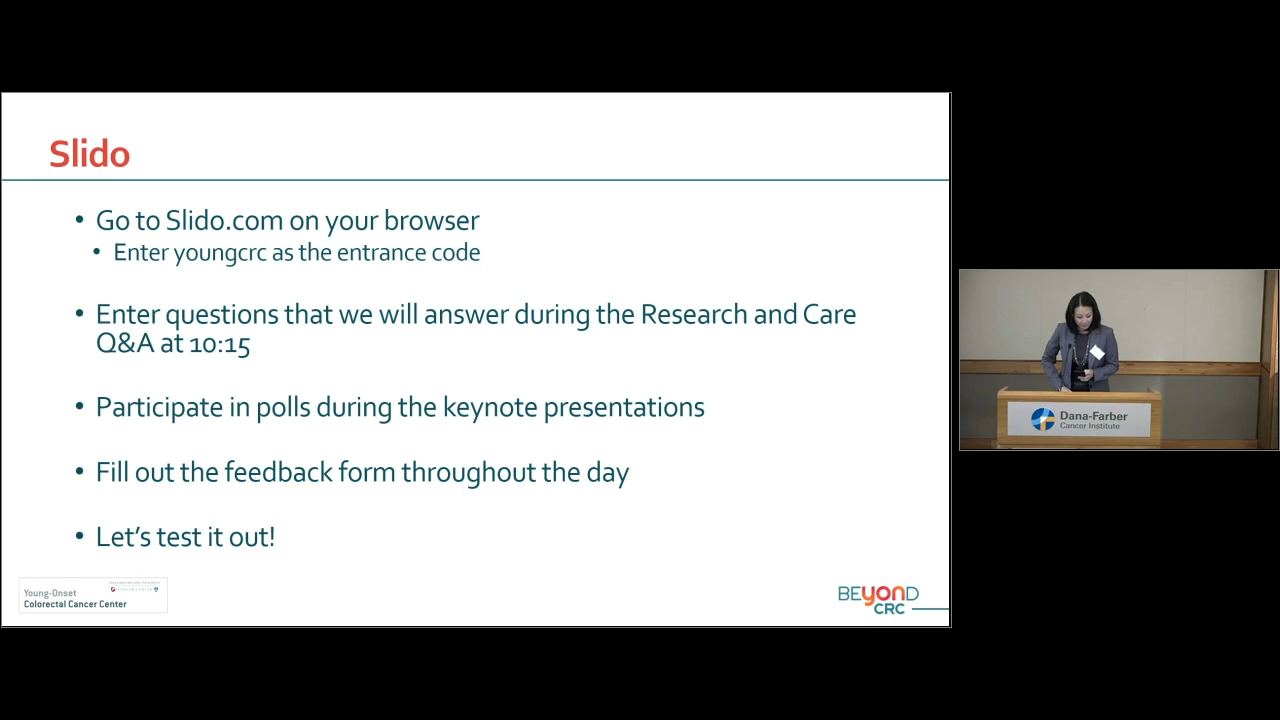 Slido
• Go to Slido.com on your browser
• Enter youngcrc as the entrance code
• Enter questions that we will answer during the Research and Care
Q&A at 10:15
• Participate in polls during the keynote presentations
• Fill out the feedback form throughout the day
• Let's test it out!
Young-Onset
Colorectal Cancer Center
BEYOND
CRC
Dana-Farber
Cancer Institute